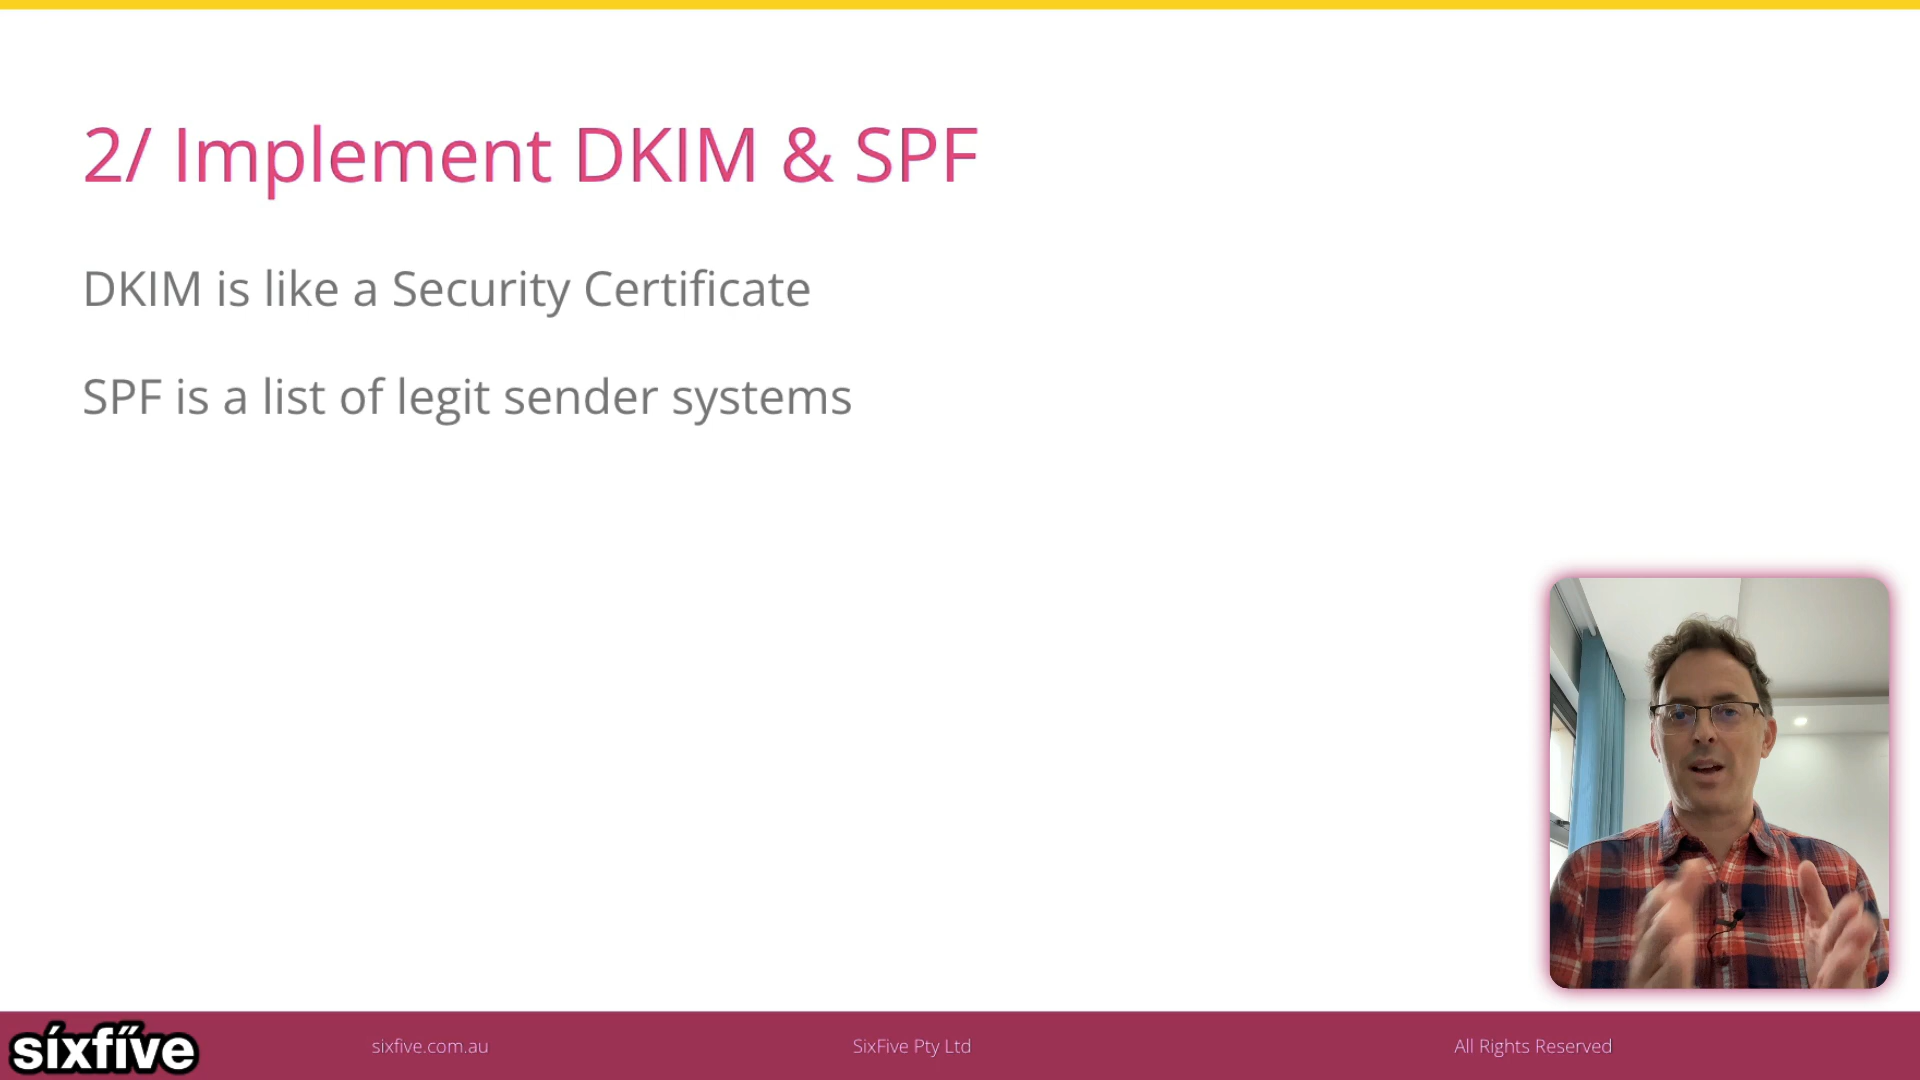 2/ Implement DKIM & SPF
DKIM is like a Security Certificate
SPF is a list of legit sender systems
síxfíve
sixfive.com.au
SixFive Pty Ltd
All Rights Reserved